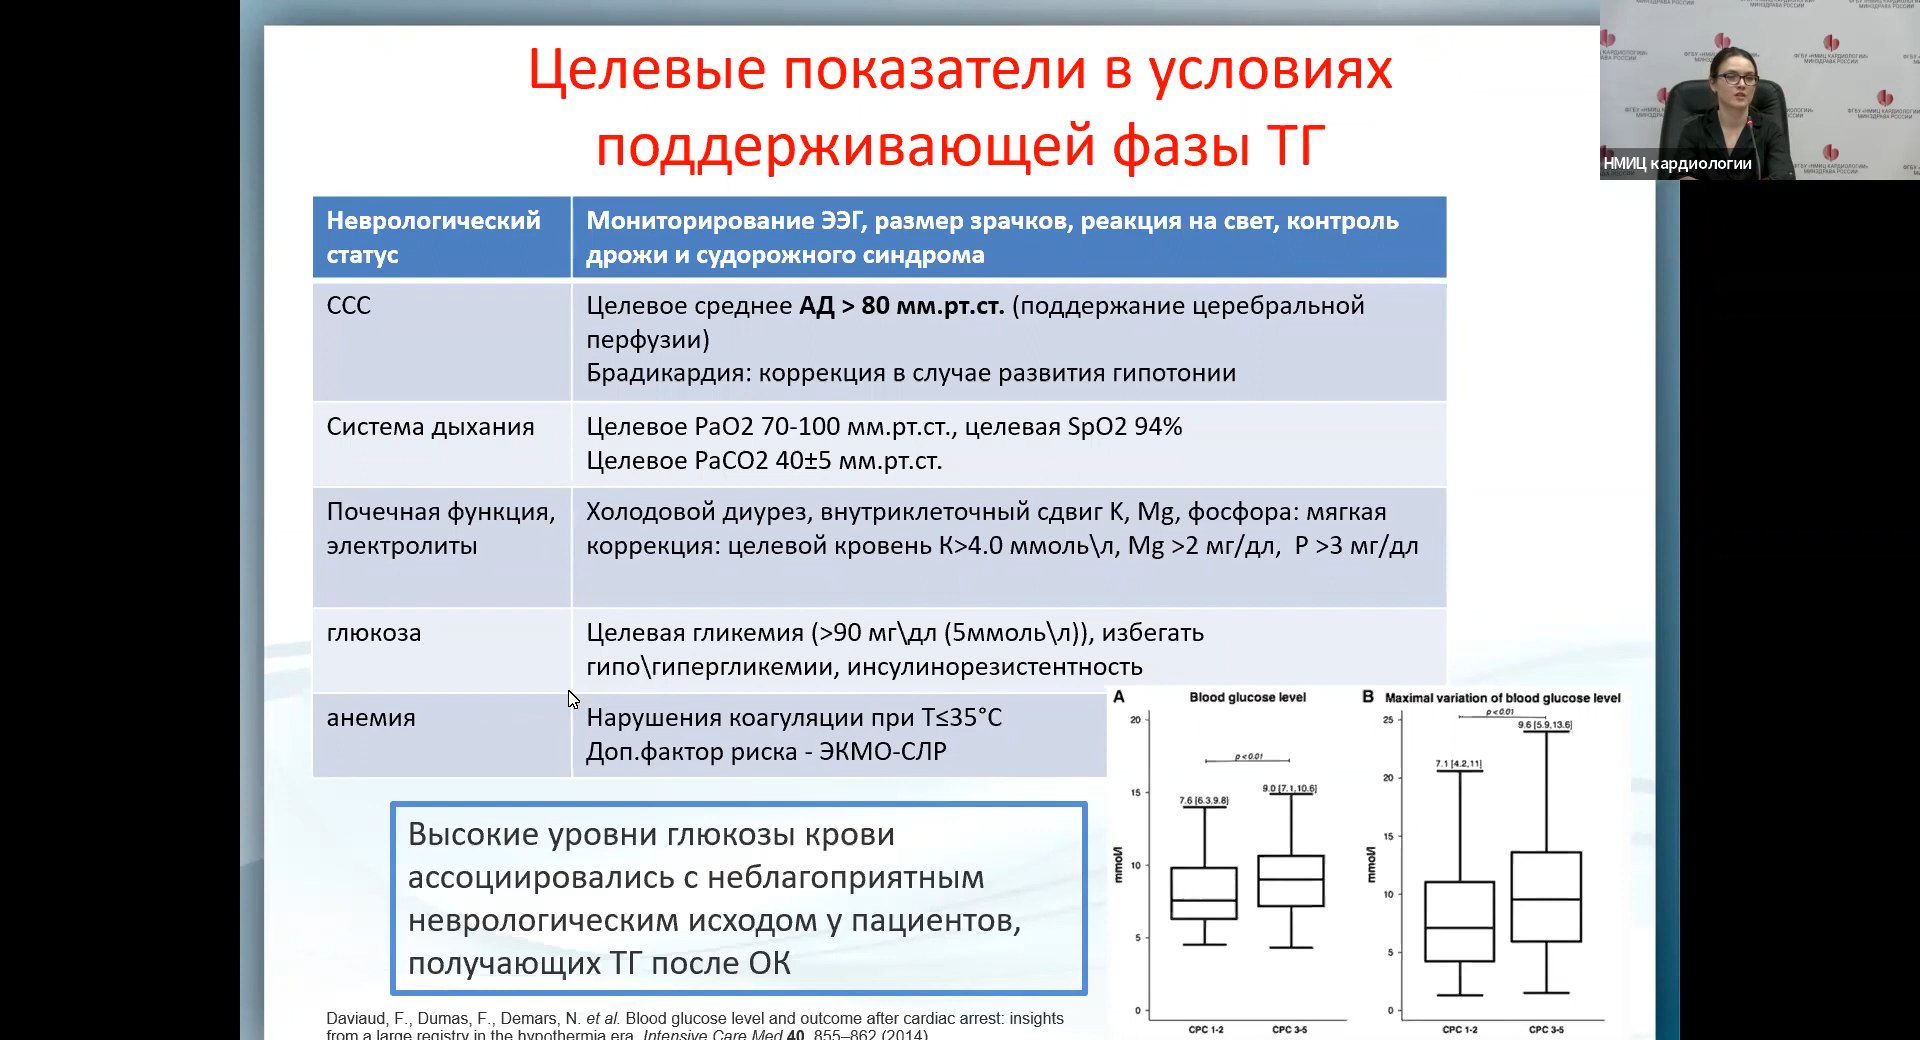 Целевые показатели в условиях
поддерживающей фазы ТГ
Неврологический
статус
Мониторирование ЭЭГ, размер зрачков, реакция на свет, контроль
дрожи и судорожного синдрома
ССС
Целевое среднее АД > 80 мм.рт.ст. (поддержание церебральной
перфузии)
Брадикардия: коррекция в случае развития гипотонии
Система дыхания
Целевое PaO2 70-100 мм.рт.ст., целевая SpO2 94%
Целевое PaCO2 40±5 мм.рт.ст.
Почечная функция,
электролиты
Холодовой диурез, внутриклеточный сдвиг K, Mg, фосфора: мягкая
коррекция: целевой кровень K>4.0 ммоль\л, Mg >2 мг/дл, P >3 мг/дл
глюкоза
Целевая гликемия (>90 мг\дл (5ммоль\л)), избегать
гипо\гипергликемии, инсулинорезистентность
анемия
Нарушения коагуляции при Т≤35°С
Доп.фактор риска - ЭКМО-СЛР
Высокие уровни глюкозы крови
ассоциировались с неблагоприятным
неврологическим исходом у пациентов,
получающих ТГ после ОК
Daviaud, F., Dumas, F., Demars, N. et al. Blood glucose level and outcome after cardiac arrest: insights
from a large registry in the hypothermia era. Intensive Care Med 40, 855–862 (2014)
A
Blood glucose level
20
15
10
5
0
mmol/l
p<0.01
7.6 [6.3,9.8]
9.0 [7.1,10.6]
CPC 1-2
CPC 3-5
B
Maximal variation of blood glucose level
25
20
15
10
5
0
mmol/l
p<0.01
7.1 [4.2,11]
9.6 [5.9,13.6]
CPC 1-2
CPC 3-5
ФГБУ «НМИЦ КАРДИОЛОГИИ»
МИНЗДРАВА РОССИИ
НМИЦ кардиологии